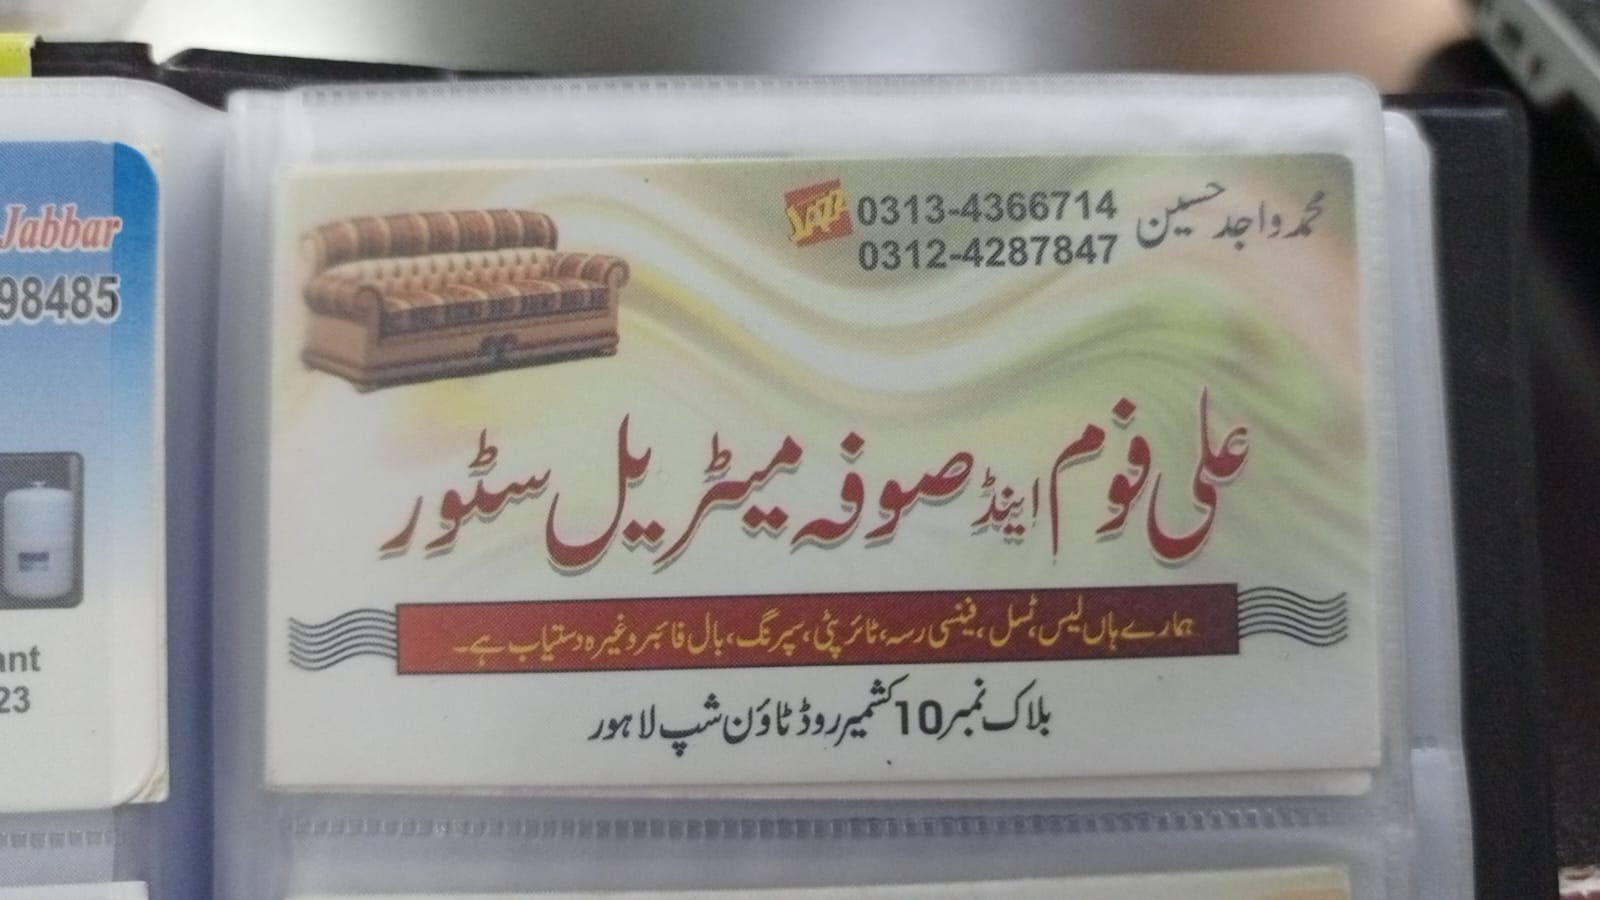 Jabbar
98485
ant
23
محمد واجد حسین
JAZZ 0313-4366714
0312-4287847
علی فوم اینڈ صوفہ میٹریل سٹور
ہمارے ہاں لیس، ٹسل، فینسی رسہ، ٹائر پٹی، سپرنگ، بال فائبر وغیرہ دستیاب ہے۔
بلاک نمبر 10 کشمیر روڈ ٹاؤن شپ لاہور